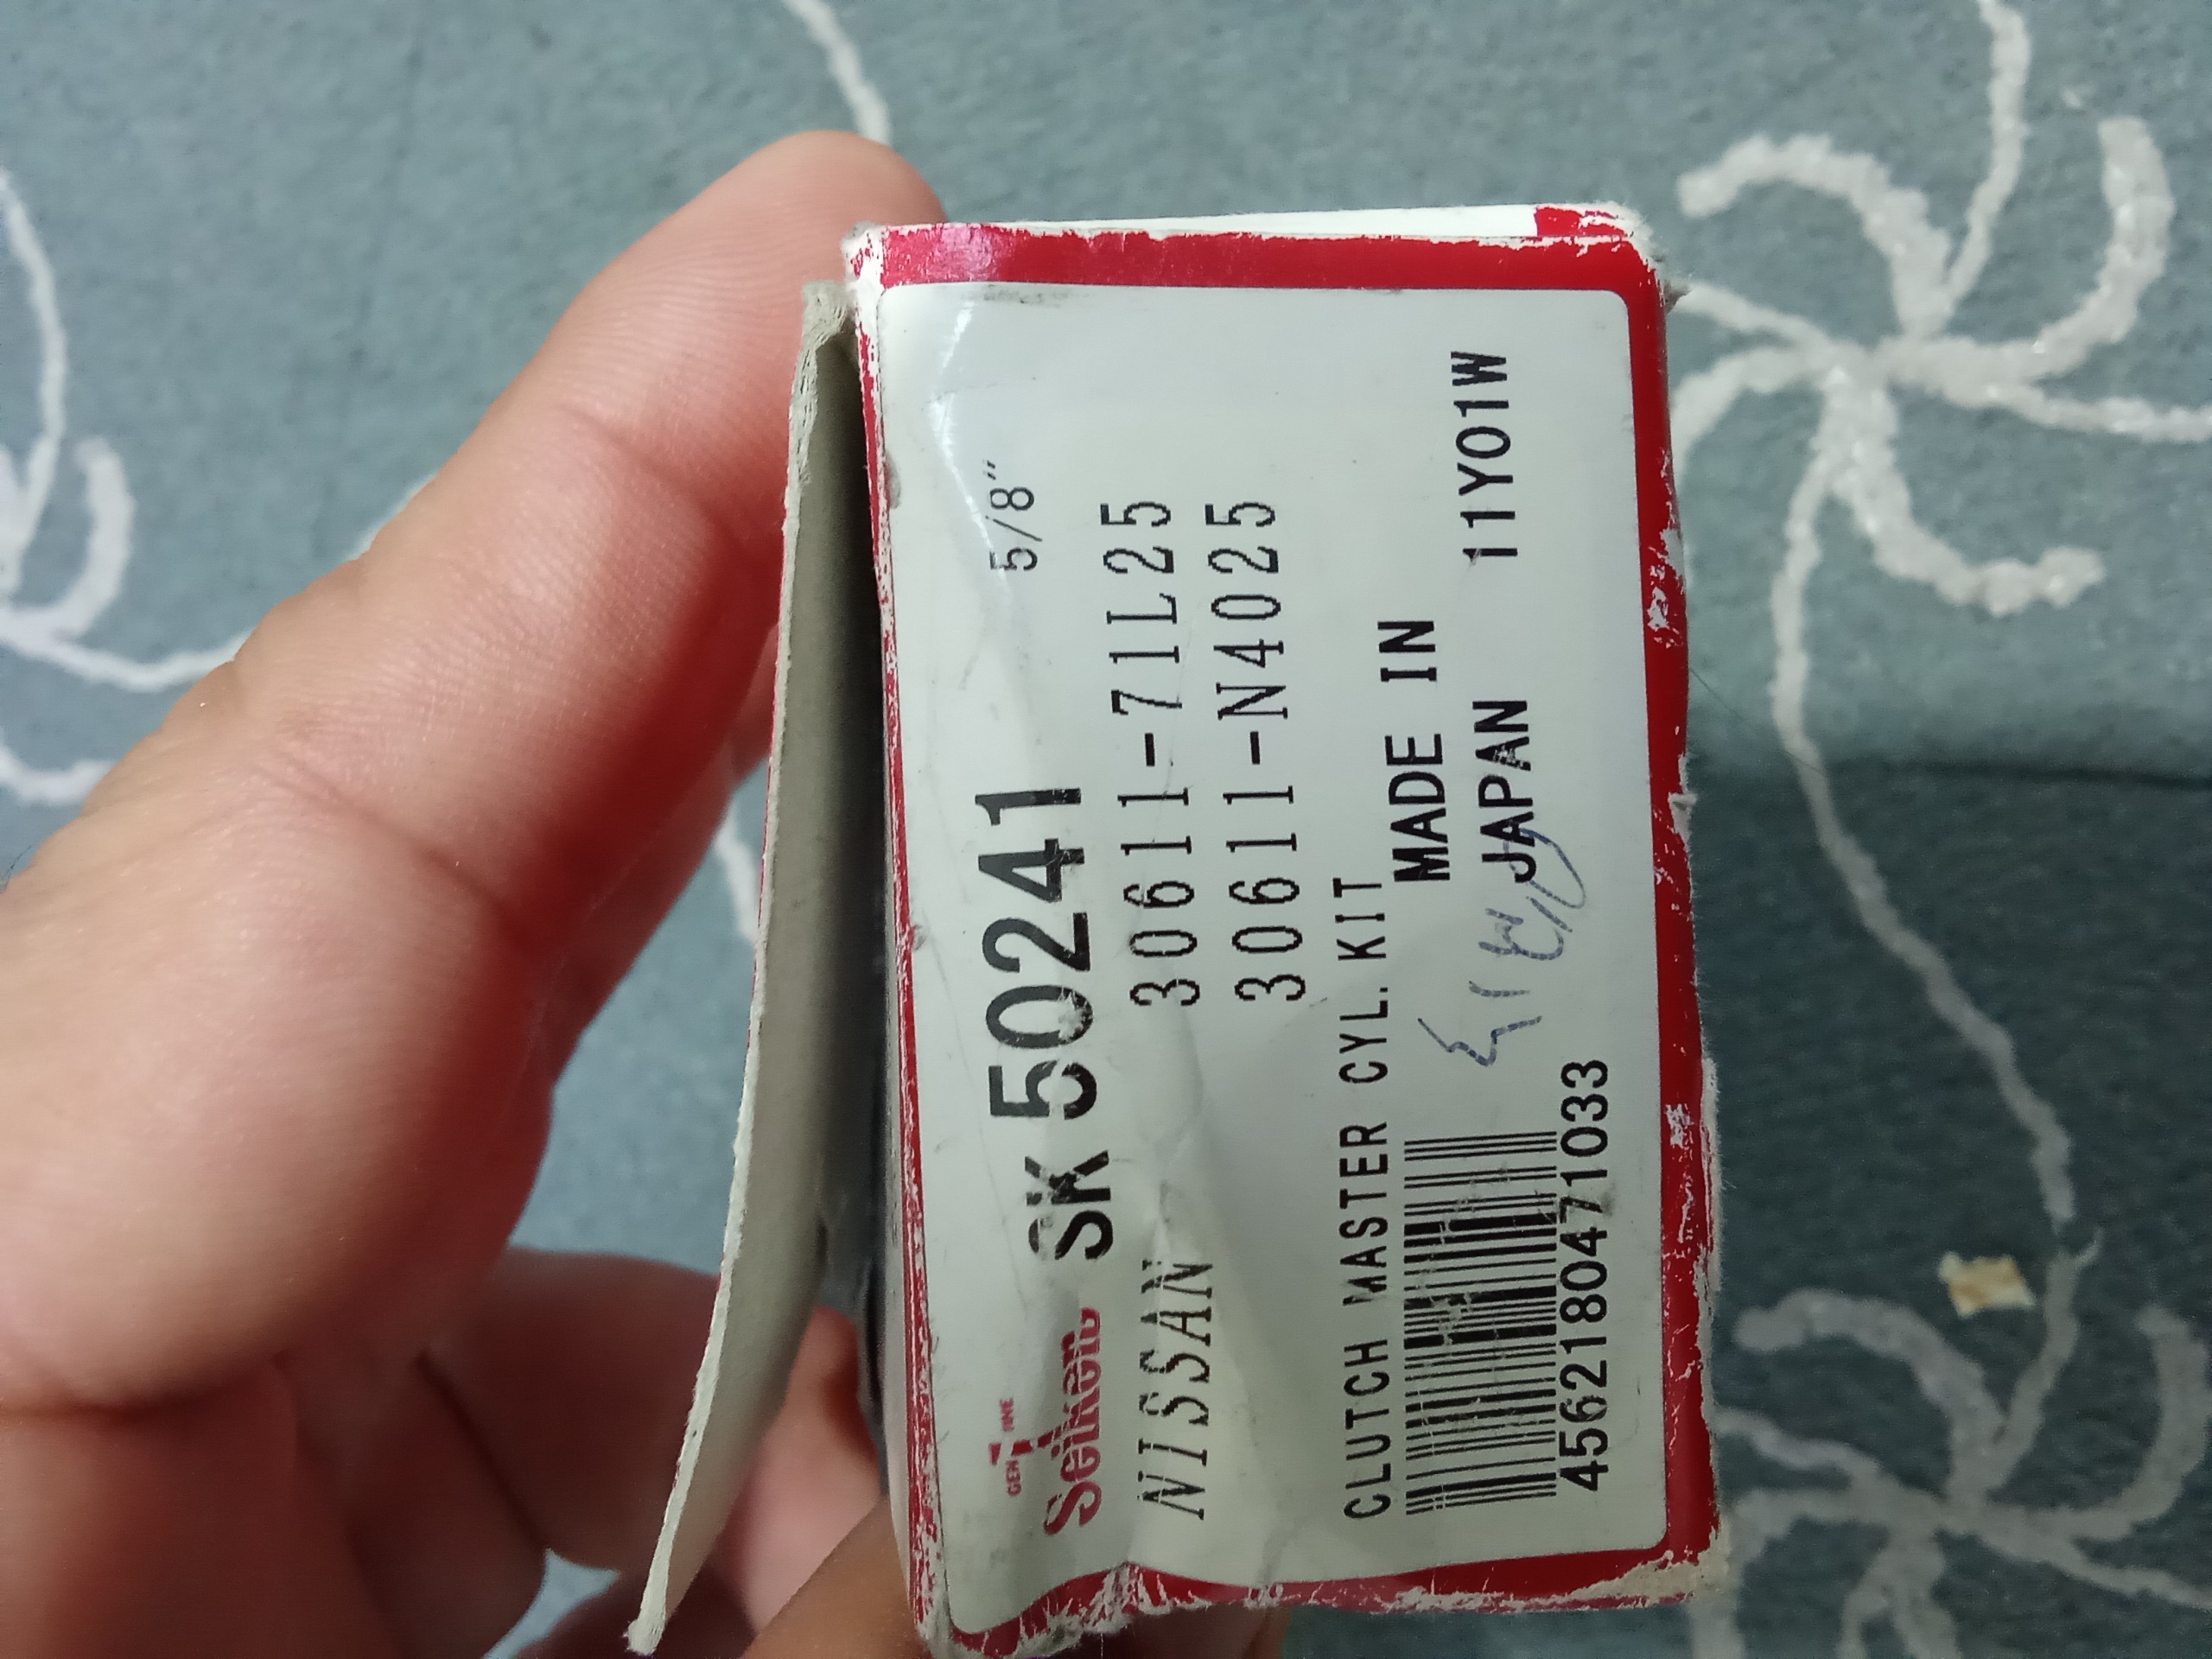 GENUINE
Seiken SK 50241 5/8"
NISSAN 30611-71L25
30611-N4025
CLUTCH MASTER CYL. KIT
MADE IN
JAPAN 11Y01W
4562180471033